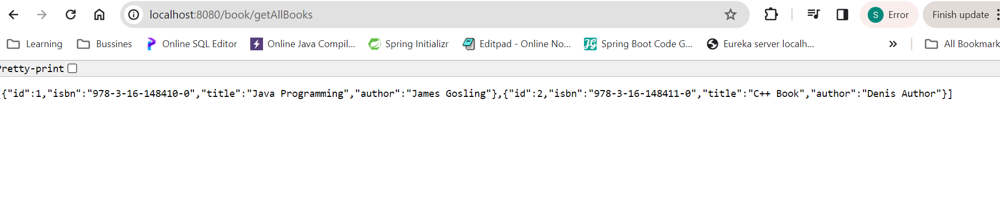 localhost:8080/book/getAllBooks
S Error
Finish update
Learning
Bussines
Online SQL Editor
Online Java Compil...
Spring Initializr
Editpad - Online No...
Spring Boot Code G...
Eureka server localh...
»
All Bookmark
Pretty-print
[{"id":1,"isbn":"978-3-16-148410-0","title":"Java Programming","author":"James Gosling"},{"id":2,"isbn":"978-3-16-148411-0","title":"C++ Book","author":"Denis Author"}]